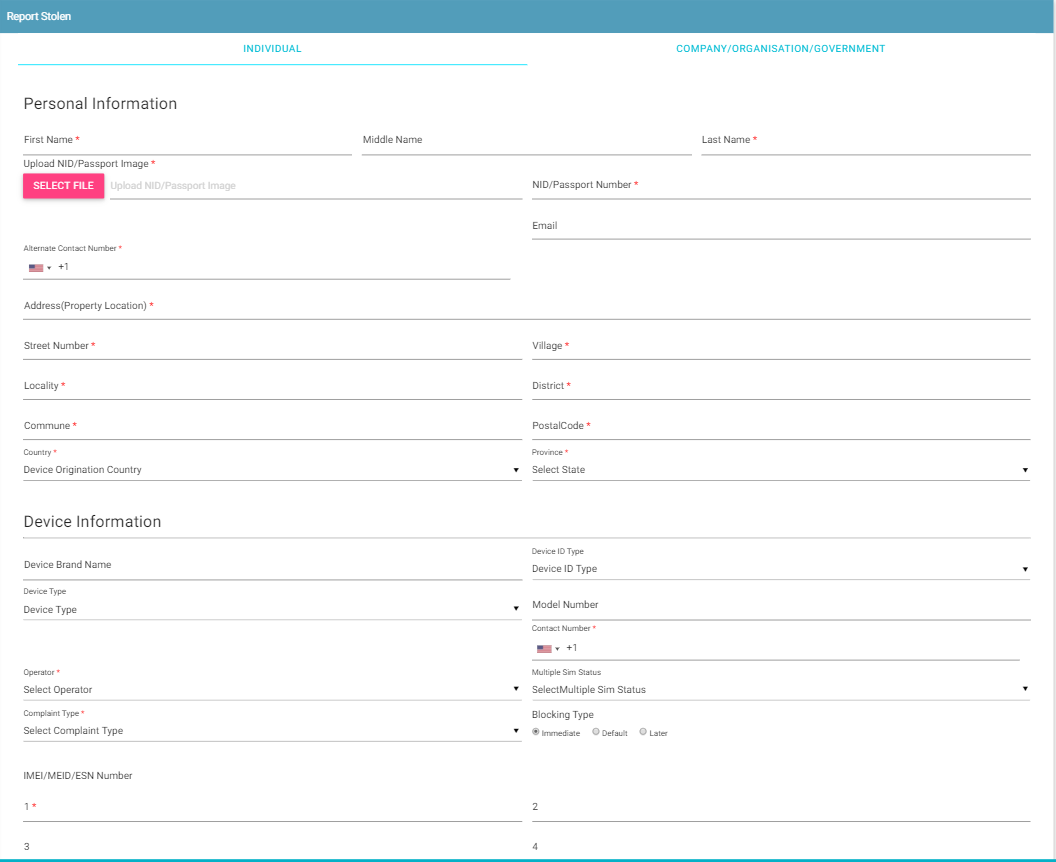 Report Stolen
INDIVIDUAL COMPANY/ORGANISATION/GOVERNMENT
Personal Information
First Name * Middle Name Last Name *
Upload NID/Passport Image *
SELECT FILE Upload NID/Passport Image NID/Passport Number *
Email
Alternate Contact Number *
+1
Address(Property Location) *
Street Number * Village *
Locality * District *
Commune * PostalCode *
Country * Province *
Device Origination Country Select State
Device Information
Device ID Type
Device Brand Name Device ID Type
Device Type
Device Type Model Number
Contact Number *
+1
Operator * Multiple Sim Status
Select Operator SelectMultiple Sim Status
Complaint Type * Blocking Type
Select Complaint Type Immediate Default Later
IMEI/MEID/ESN Number
1 * 2
3 4